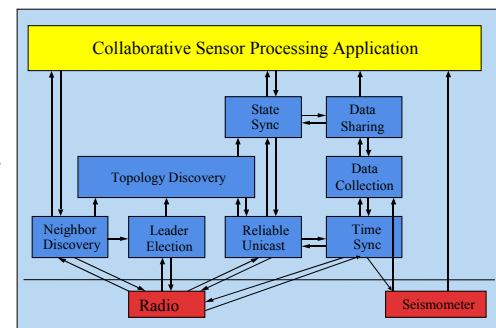 Collaborative Sensor Processing Application
State
Sync
Data
Sharing
Topology Discovery
Data
Collection
Neighbor
Discovery
Leader
Election
Reliable
Unicast
Time
Sync
Radio
Seismometer